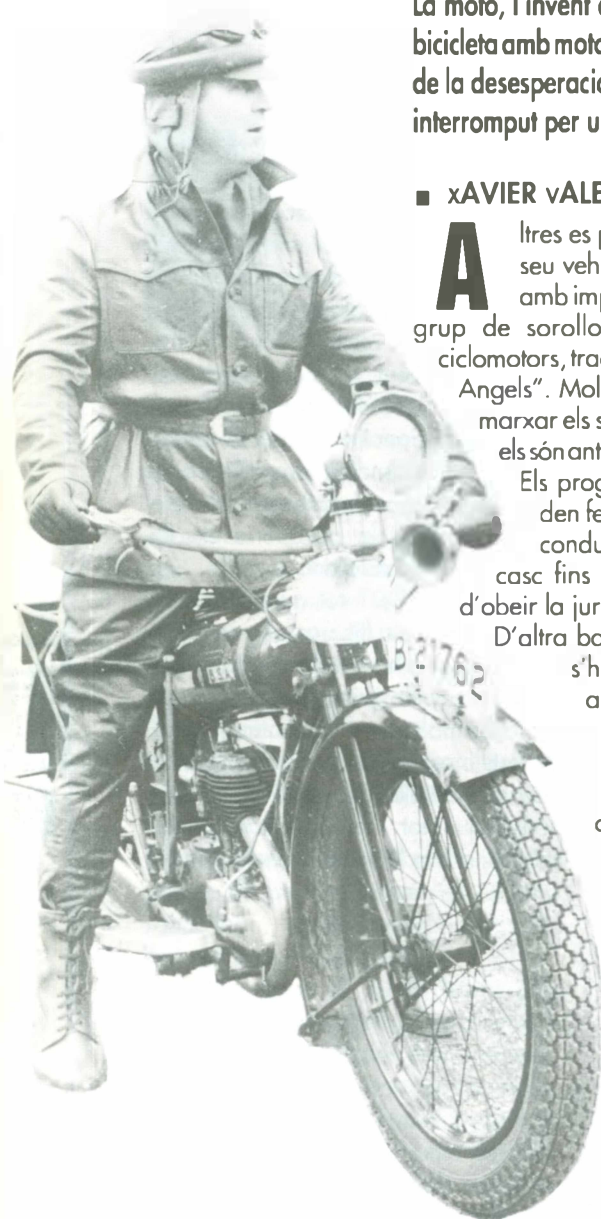 La moto, l'invent
bicicleta amb moto
de la desesperació
interromput per u
■ xAVIER vALE
Altres es
seu veh
amb imp
grup de sorollo
ciclomotors, tra
Angels". Mol
marxar els s
els són ant
Els prog
den fe
condu
casc fins
d'obeir la jur
D'altra ba
s'h
a
B-21762